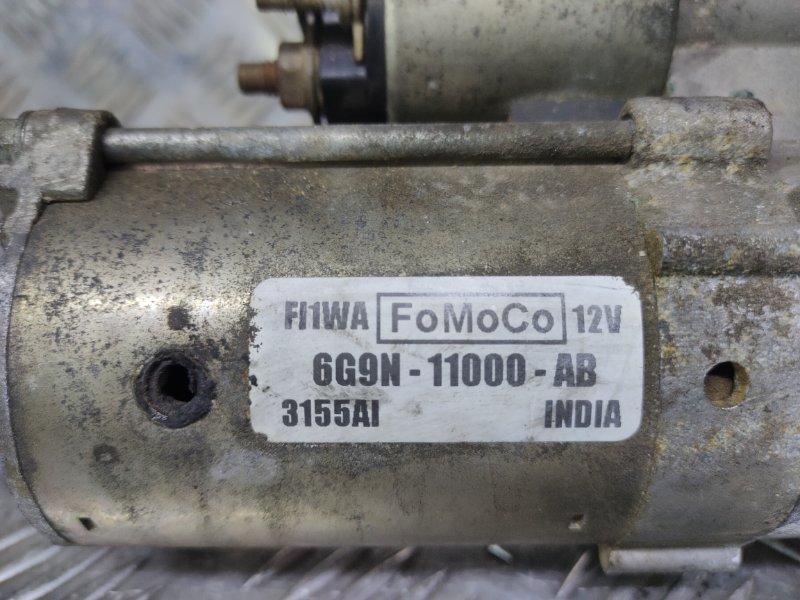 FI1WA FoMoCo 12V
6G9N - 11000 - AB
3155AI INDIA